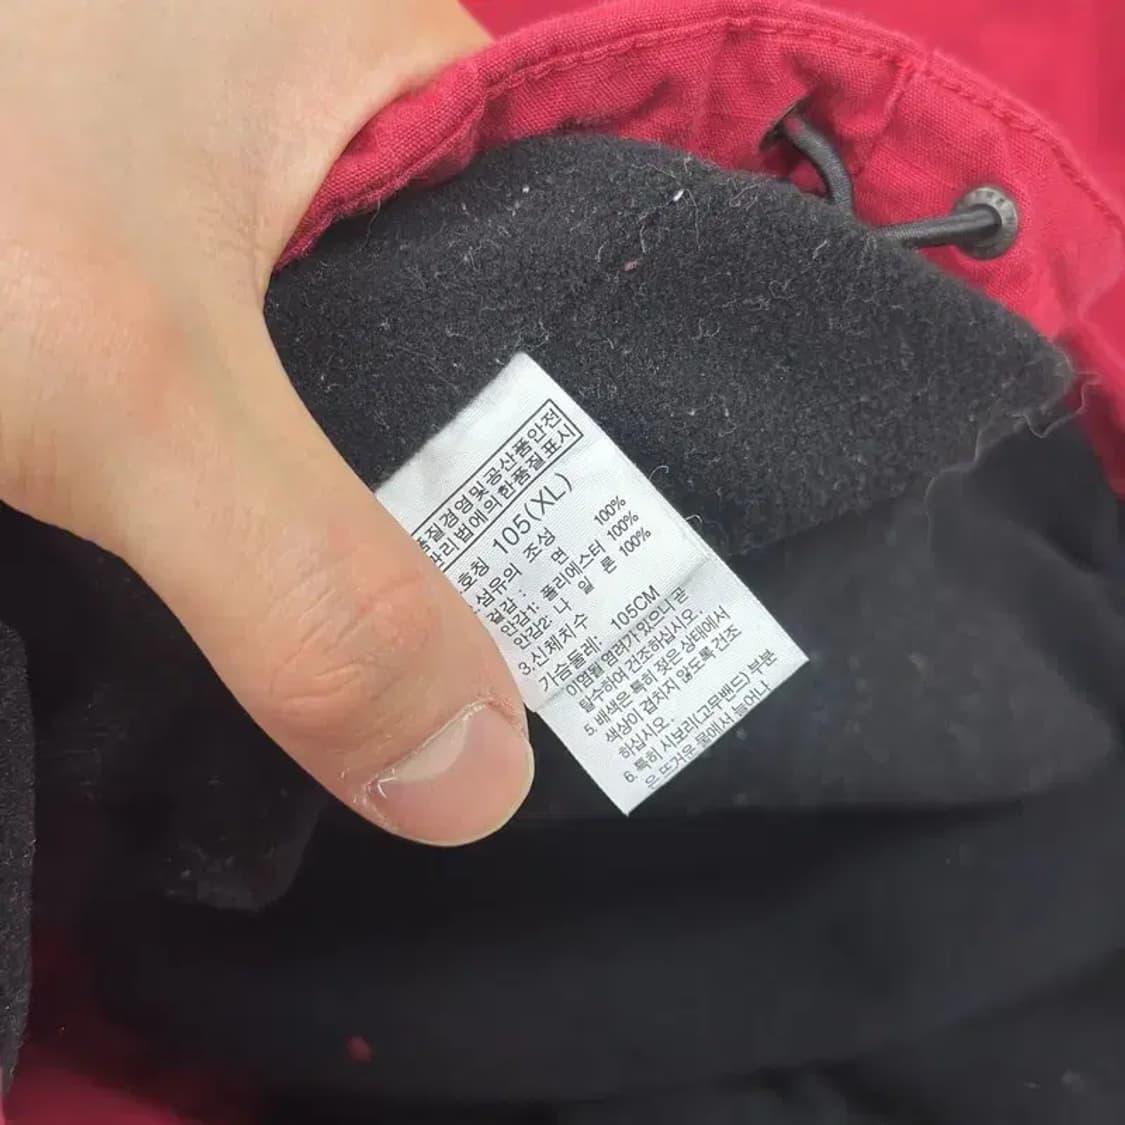 품질경영및공산품안전
관리법에의한품질표시
호칭 105(XL)
섬유의 조성
겉감: 면 100%
안감1: 폴리에스터 100%
안감2: 나 일 론 100%
3.신체치수
가슴둘레: 105CM
이염될 염려가 있으니 곧
탈수하여 건조하십시오.
5. 배색은 특히 젖은 상태에서
색상이 겹치지 않도록 건조
하십시오.
6. 특히 시보리(고무밴드) 부분
은 뜨거운 물에서 늘어나